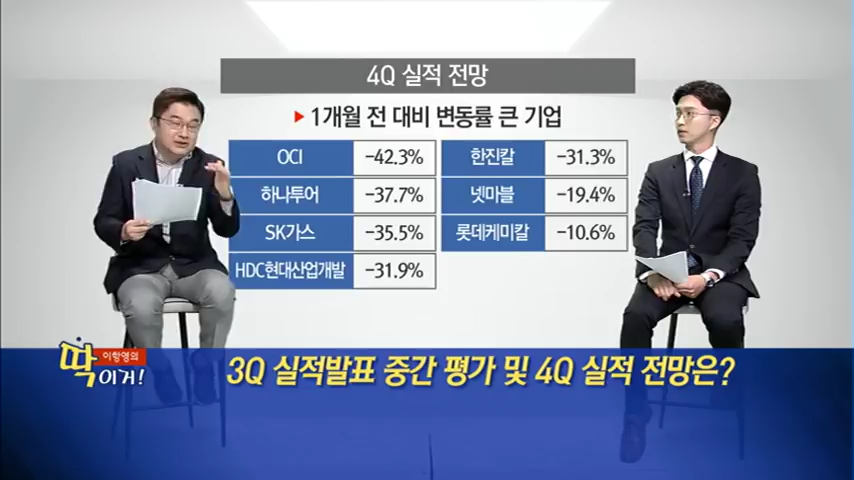 4Q 실적 전망
▶ 1개월 전 대비 변동률 큰 기업
OCI -42.3% 한진칼 -31.3%
하나투어 -37.7% 넷마블 -19.4%
SK가스 -35.5% 롯데케미칼 -10.6%
HDC현대산업개발 -31.9%
이항영의
딱 이거!
3Q 실적발표 중간 평가 및 4Q 실적 전망은?